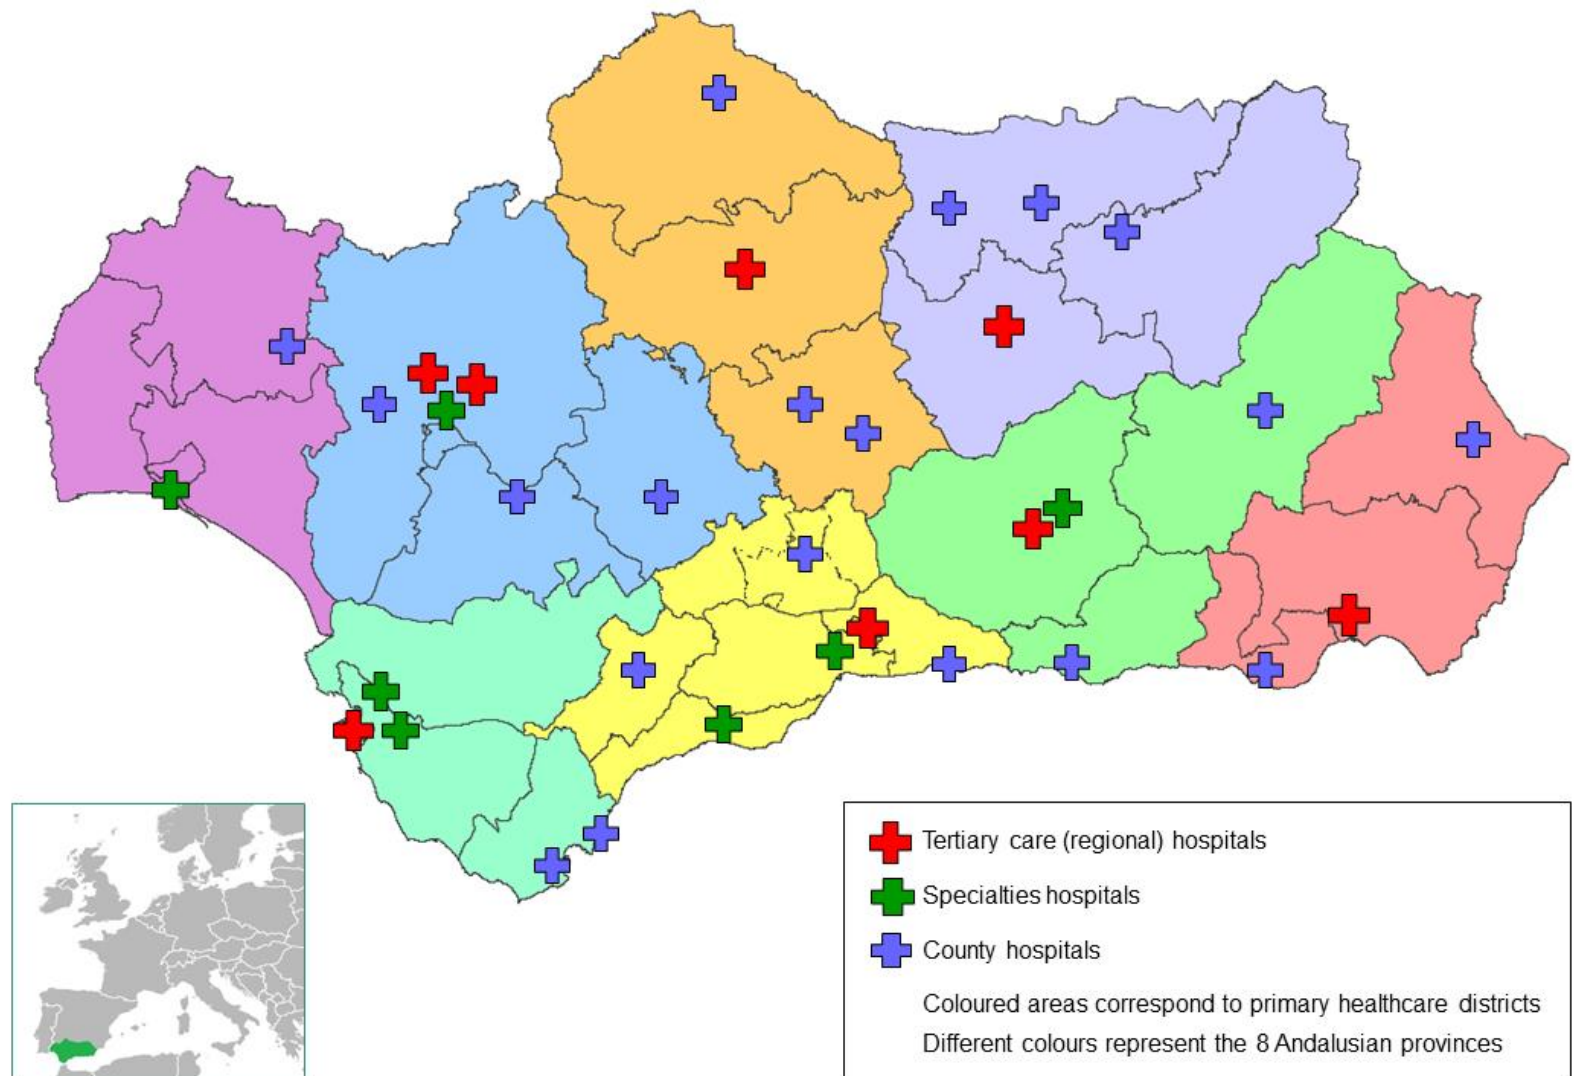 Tertiary care (regional) hospitals
Specialties hospitals
County hospitals
Coloured areas correspond to primary healthcare districts
Different colours represent the 8 Andalusian provinces